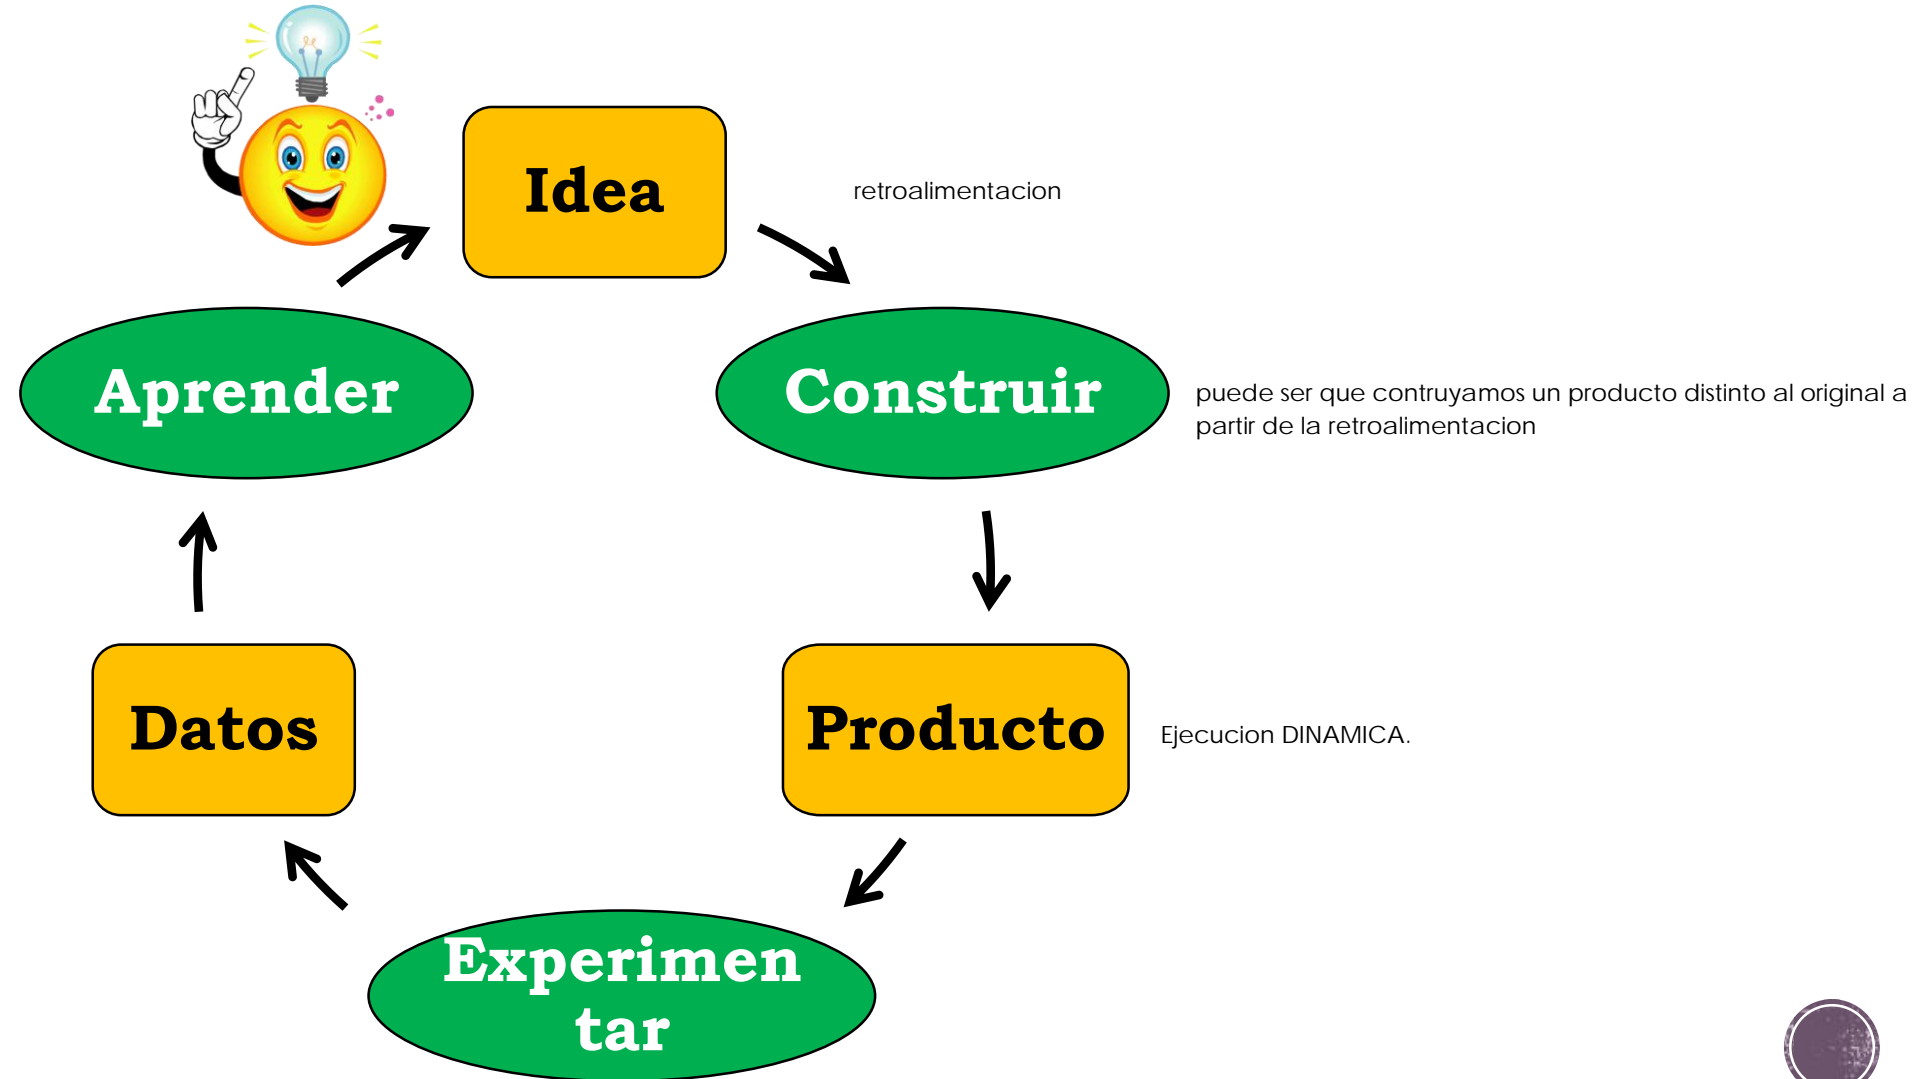 Idea
retroalimentacion
Aprender
Construir
puede ser que contruyamos un producto distinto al original a
partir de la retroalimentacion
Datos
Producto
Ejecucion DINAMICA.
Experimen
tar